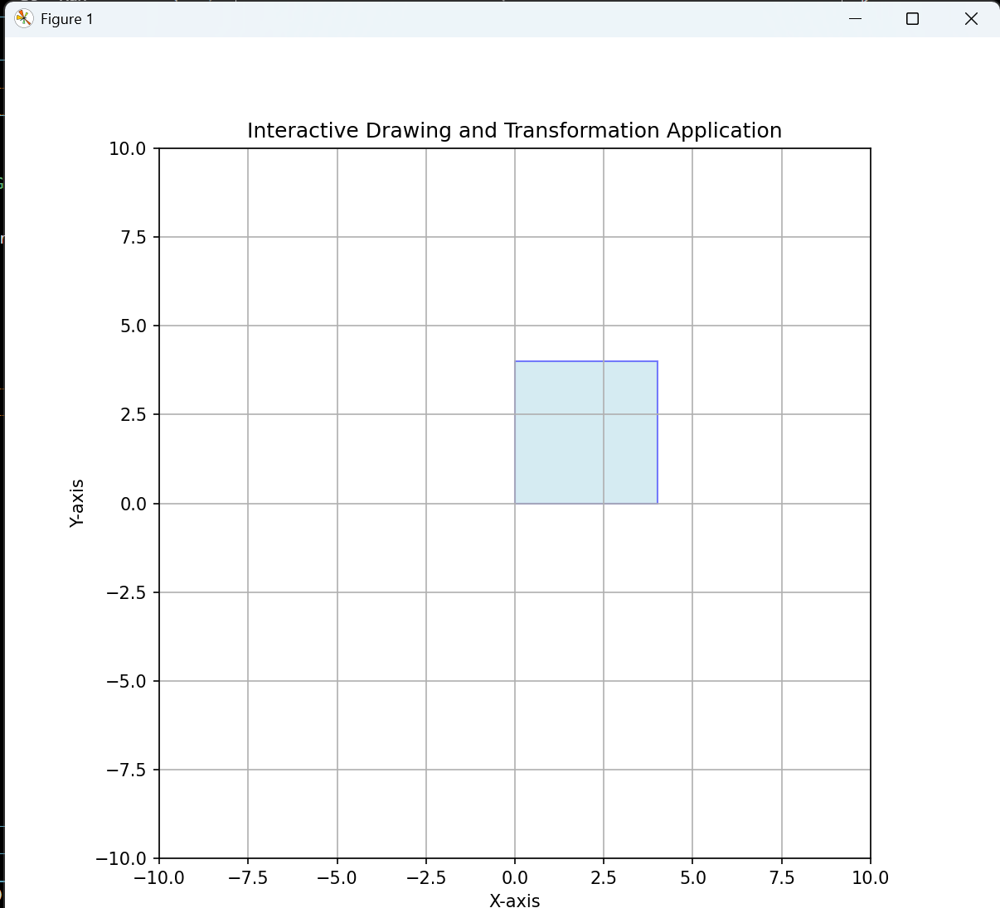 Figure 1
Interactive Drawing and Transformation Application
10.0
7.5
5.0
2.5
0.0
−2.5
−5.0
−7.5
−10.0
Y-axis
−10.0 −7.5 −5.0 −2.5 0.0 2.5 5.0 7.5 10.0
X-axis